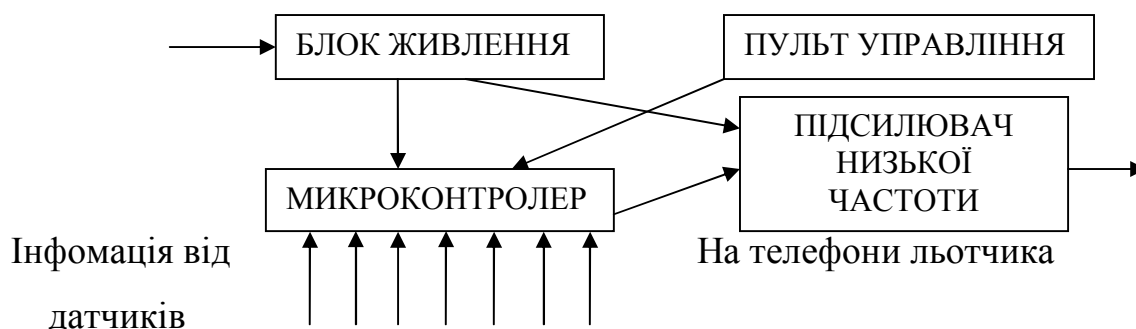 БЛОК ЖИВЛЕННЯ
ПУЛЬТ УПРАВЛІННЯ
ПІДСИЛЮВАЧ
НИЗЬКОЇ
ЧАСТОТИ
МИКРОКОНТРОЛЕР
Інфомація від
датчиків
На телефони льотчика